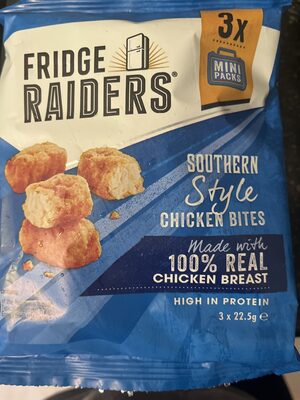 FRIDGE
RAIDERS®
3x
MINI
PACKS
SOUTHERN
Style
CHICKEN BITES
Made with
100% REAL
CHICKEN BREAST
HIGH IN PROTEIN
3 x 22.5g e